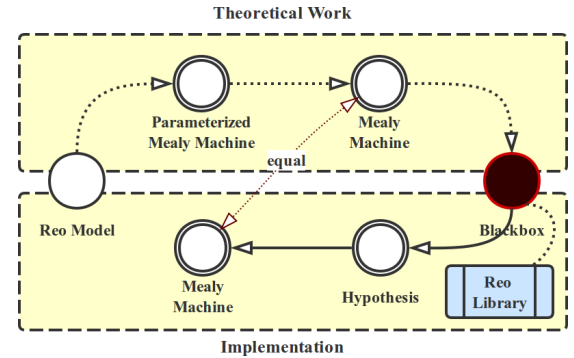 Theoretical Work
Parameterized
Mealy Machine
Mealy
Machine
equal
Reo Model
Blackbox
Mealy
Machine
Hypothesis
Reo
Library
Implementation